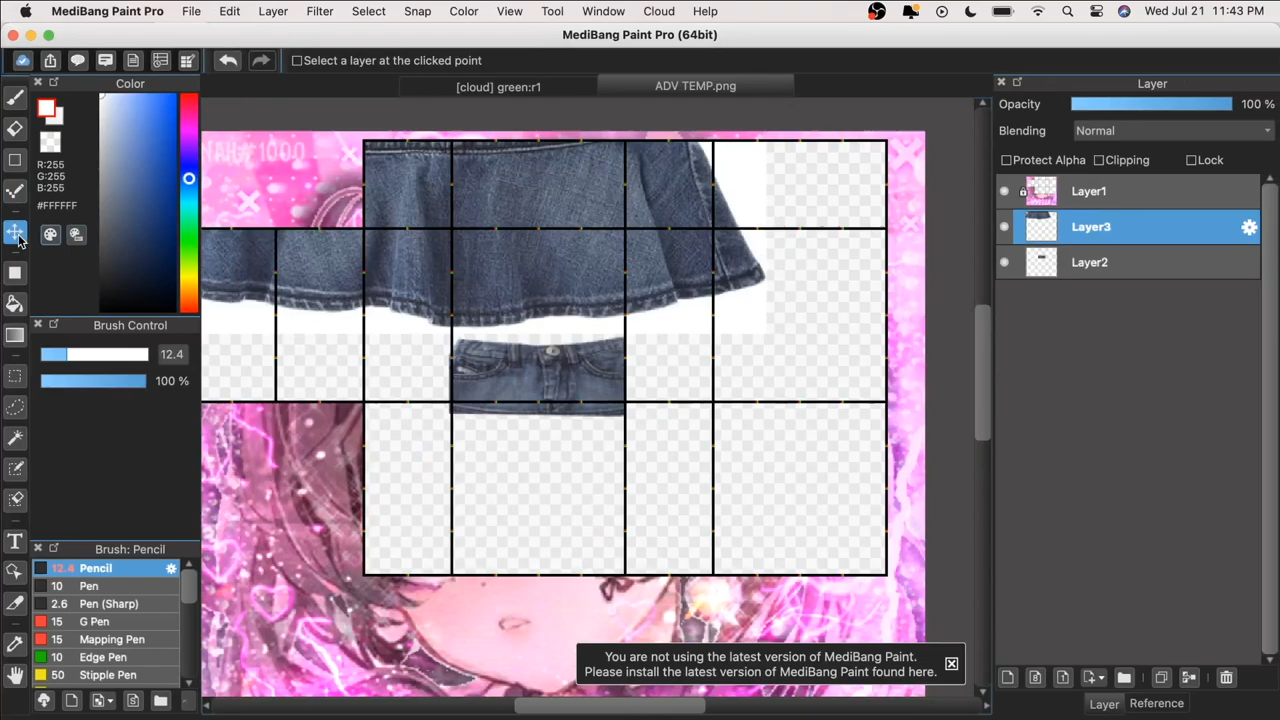 MediBang Paint Pro File Edit Layer Filter Select Snap Color View Tool Window Cloud Help Wed Jul 21 11:43 PM
MediBang Paint Pro (64bit)
Select a layer at the clicked point
Color
[cloud] green:r1
ADV TEMP.png
Layer
Opacity 100 %
Blending Normal
Protect Alpha Clipping Lock
R:255
G:255
B:255
#FFFFFF
Layer1
Layer3
Layer2
Brush Control
12.4
100 %
Brush: Pencil
12.4 Pencil
10 Pen
2.6 Pen (Sharp)
15 G Pen
15 Mapping Pen
10 Edge Pen
50 Stipple Pen
T
You are not using the latest version of MediBang Paint.
Please install the latest version of MediBang Paint found here.
Layer Reference